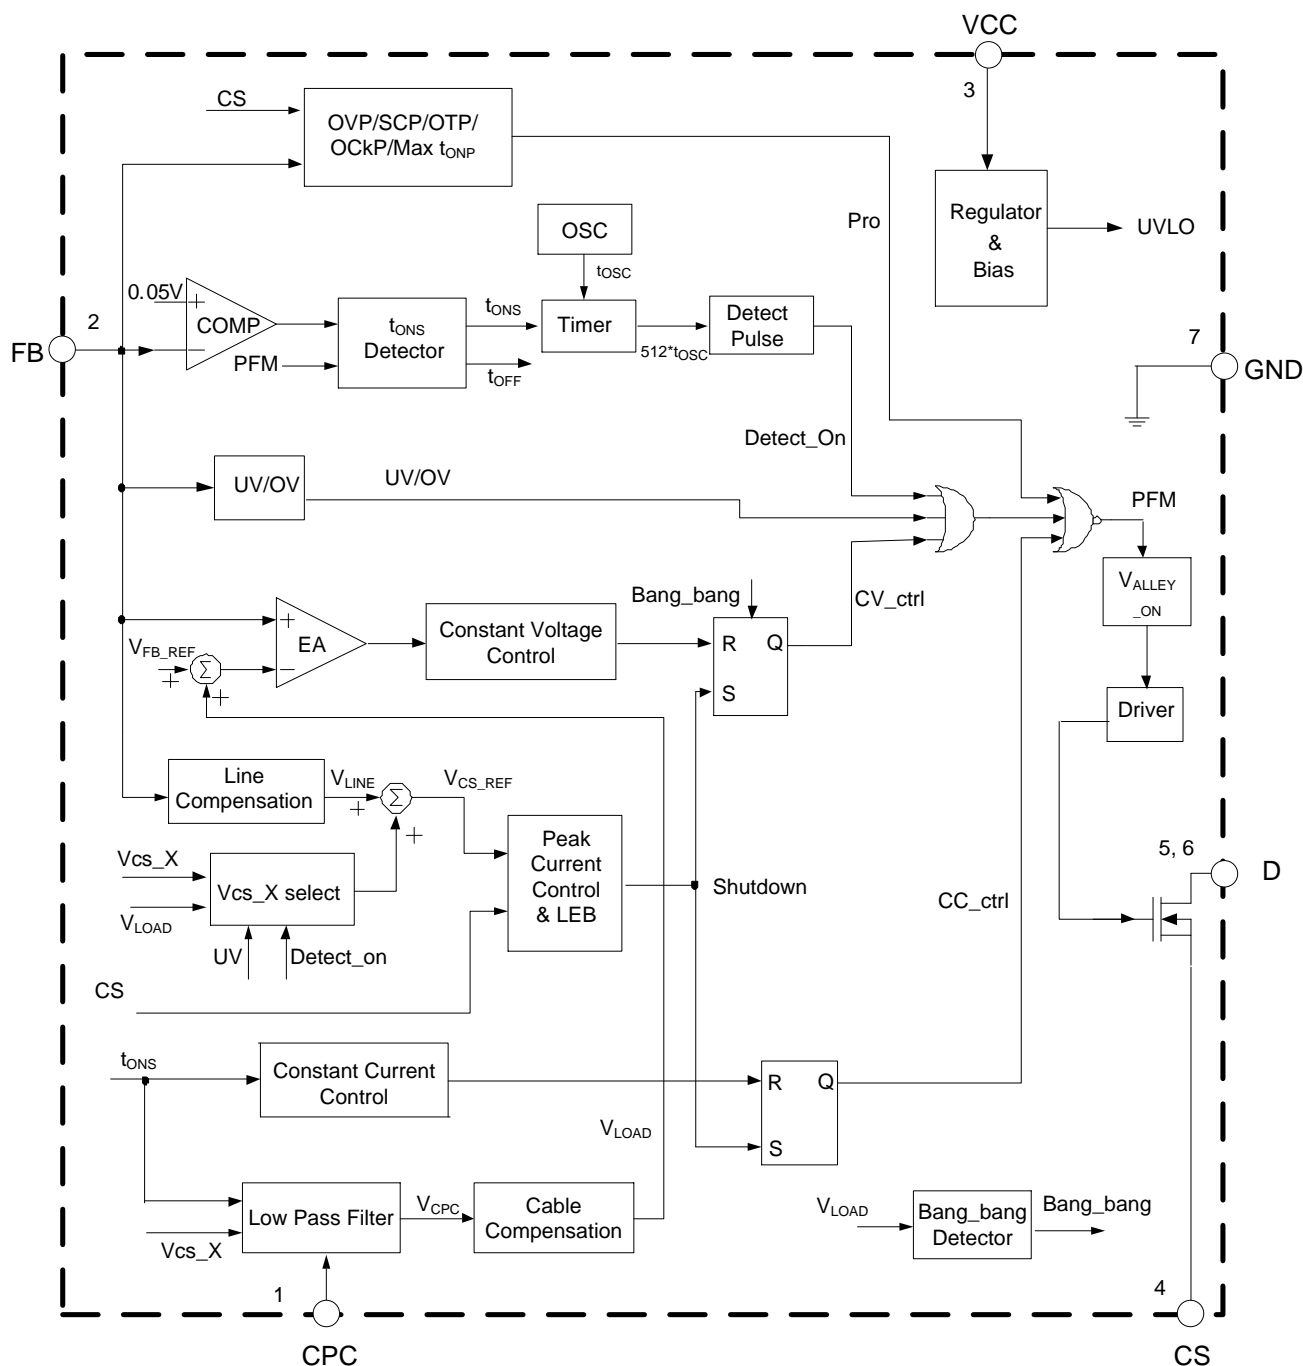 VCC
3
CS
OVP/SCP/OTP/
OCkP/Max tONP
Pro
Regulator
&
Bias
UVLO
OSC
tOSC
0.05V
+
−
COMP
2
FB
PFM
tONS
Detector
tONS
tOFF
Timer
512*tOSC
Detect
Pulse
7
GND
Detect_On
UV/OV
UV/OV
PFM
VALLEY
_ON
Bang_bang
CV_ctrl
+
−
EA
Constant Voltage
Control
R
Q
S
VFB_REF
Σ
+
+
Driver
Line
Compensation
VLINE
Σ
+
+
VCS_REF
Peak
Current
Control
& LEB
Vcs_X
VLOAD
Vcs_X select
UV
Detect_on
Shutdown
CC_ctrl
5, 6
D
CS
tONS
Constant Current
Control
R
Q
S
VLOAD
Low Pass Filter
Vcs_X
VCPC
Cable
Compensation
VLOAD
Bang_bang
Detector
Bang_bang
1
CPC
4
CS